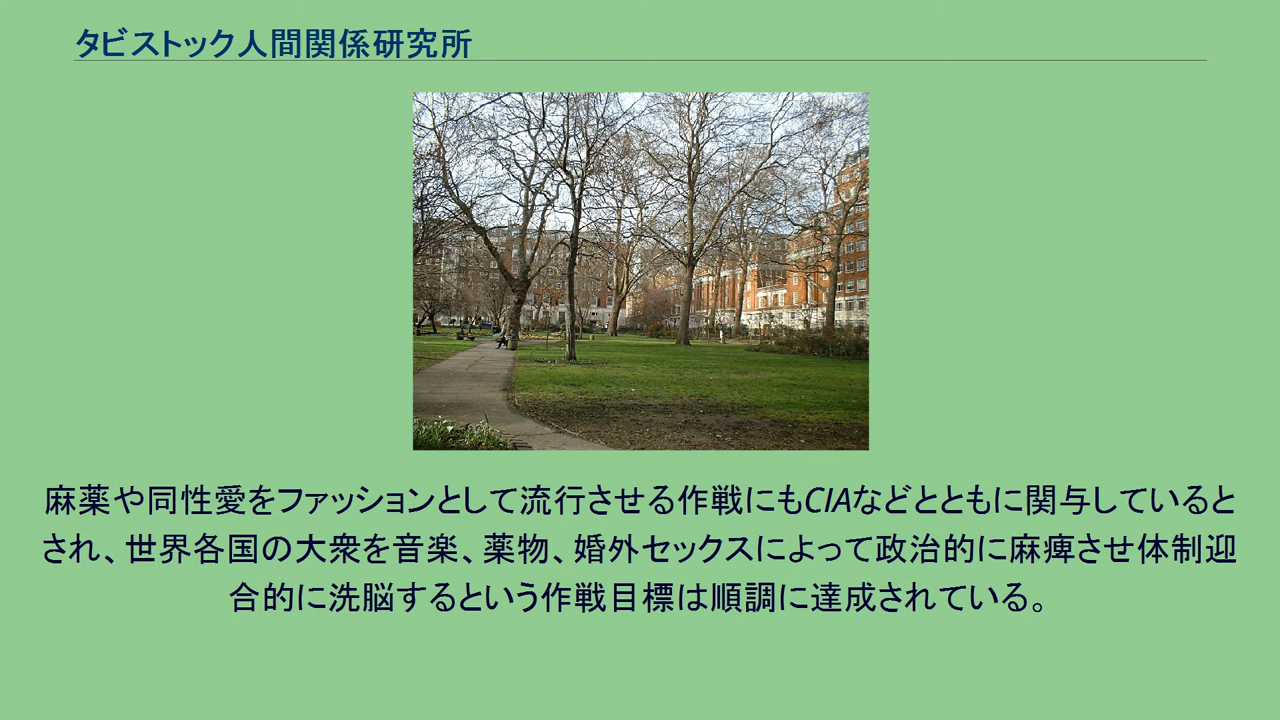 タビストック人間関係研究所
麻薬や同性愛をファッションとして流行させる作戦にもCIAなどとともに関与していると
され、世界各国の大衆を音楽、薬物、婚外セックスによって政治的に麻痺させ体制迎
合的に洗脳するという作戦目標は順調に達成されている。